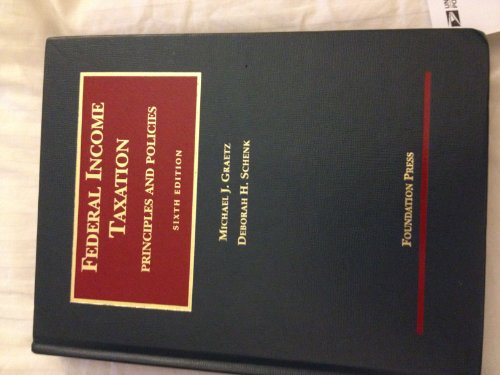 FEDERAL INCOME
TAXATION
PRINCIPLES AND POLICIES
SIXTH EDITION
MICHAEL J. GRAETZ
DEBORAH H. SCHENK
FOUNDATION PRESS